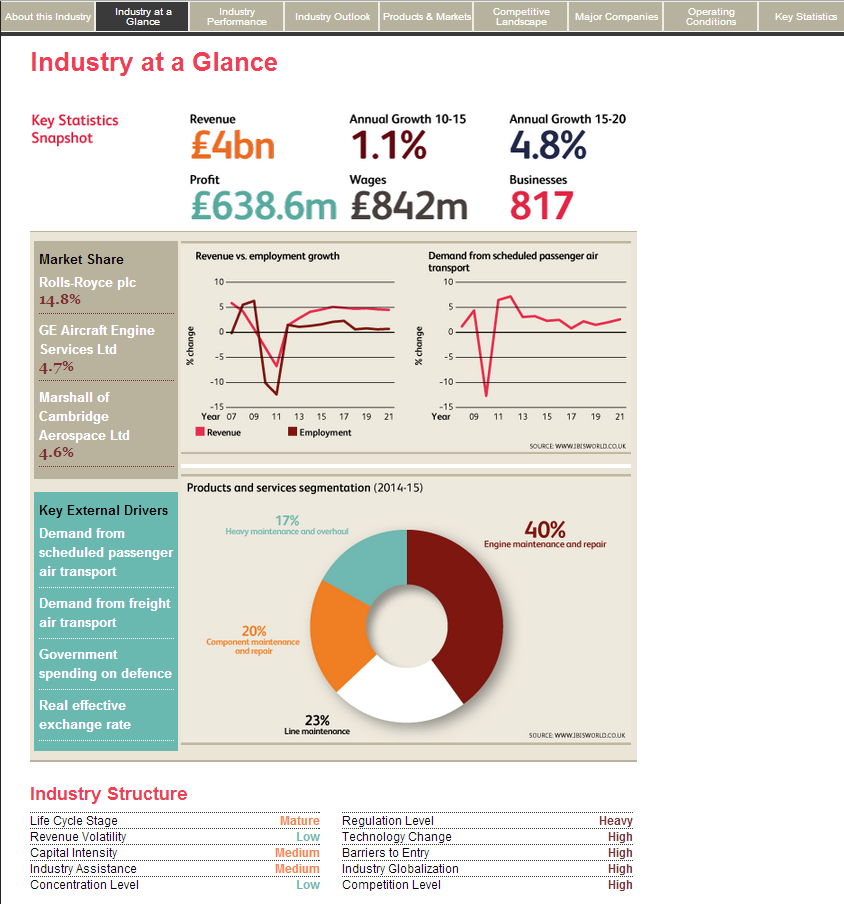 About this Industry
Industry at a
Glance
Industry
Performance
Industry Outlook
Products & Markets
Competitive
Landscape
Major Companies
Operating
Conditions
Key Statistics
Industry at a Glance
Key Statistics
Snapshot
Revenue
£4bn
Annual Growth 10-15
1.1%
Annual Growth 15-20
4.8%
Profit
£638.6m
Wages
£842m
Businesses
817
Market Share
Rolls-Royce plc
14.8%
GE Aircraft Engine
Services Ltd
4.7%
Marshall of
Cambridge
Aerospace Ltd
4.6%
Revenue vs. employment growth
% change
10
5
0
-5
-10
-15
Year 07 09 11 13 15 17 19 21
Revenue
Employment
Demand from scheduled passenger air
transport
% change
10
5
0
-5
-10
-15
Year 09 11 13 15 17 19 21
SOURCE: WWW.IBISWORLD.CO.UK
Key External Drivers
Demand from
scheduled passenger
air transport
Demand from freight
air transport
Government
spending on defence
Real effective
exchange rate
Products and services segmentation (2014-15)
17%
Heavy maintenance and overhaul
40%
Engine maintenance and repair
20%
Component maintenance
and repair
23%
Line maintenance
SOURCE: WWW.IBISWORLD.CO.UK
Industry Structure
Life Cycle Stage Mature
Revenue Volatility Low
Capital Intensity Medium
Industry Assistance Medium
Concentration Level Low
Regulation Level Heavy
Technology Change High
Barriers to Entry High
Industry Globalization High
Competition Level High